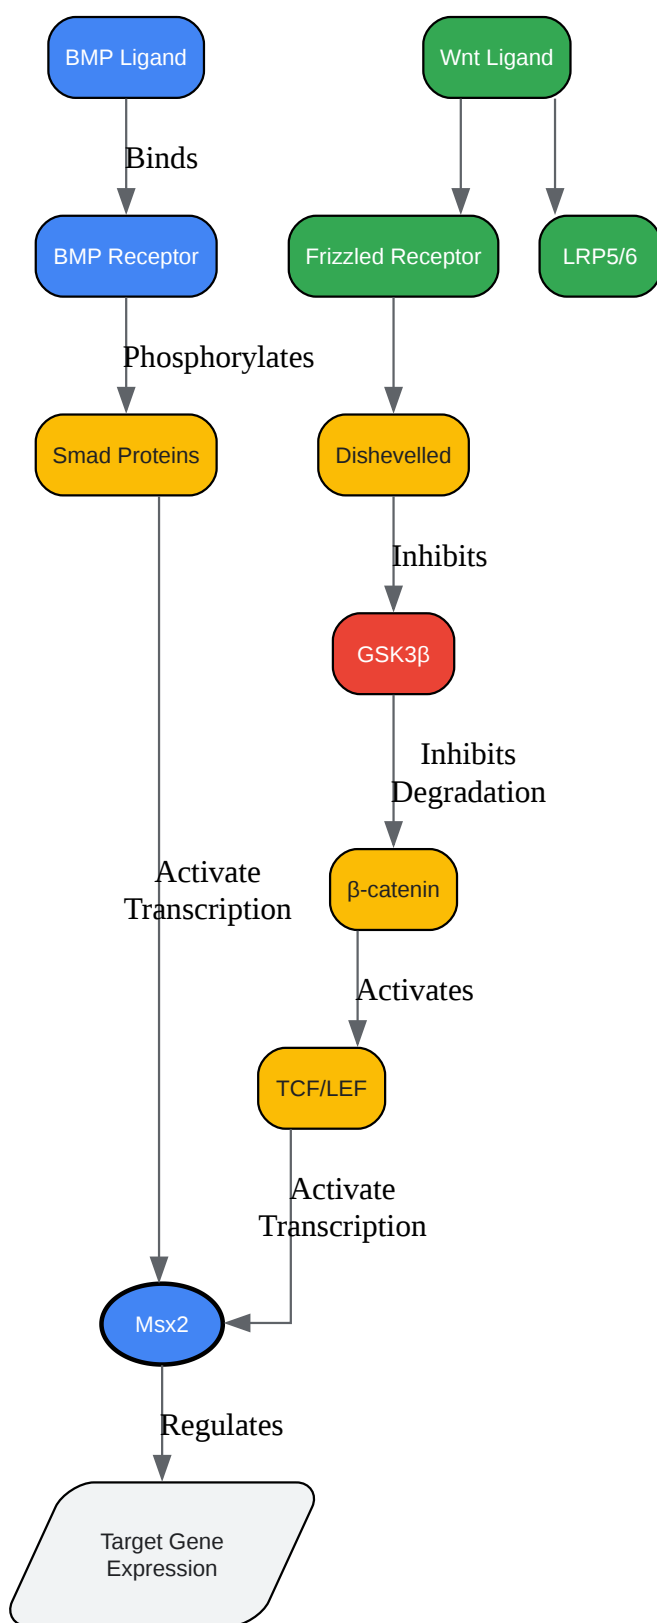 BMP Ligand
Wnt Ligand
Binds
BMP Receptor
Frizzled Receptor
LRP5/6
Phosphorylates
Smad Proteins
Dishevelled
Inhibits
GSK3β
Inhibits
Degradation
Activate
Transcription
β-catenin
Activates
TCF/LEF
Activate
Transcription
Msx2
Regulates
Target Gene
Expression